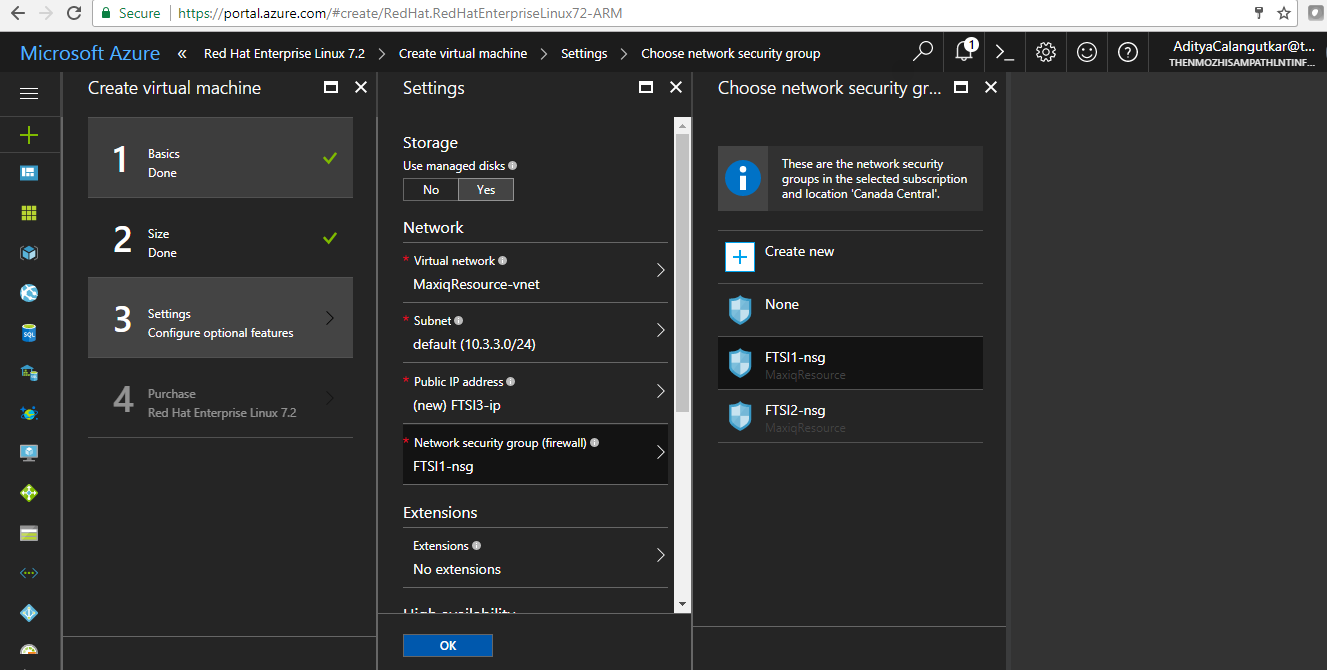 Secure
https://portal.azure.com/#create/RedHat.RedHatEnterpriseLinux72-ARM
Microsoft Azure « Red Hat Enterprise Linux 7.2 > Create virtual machine > Settings > Choose network security group
1
AdityaCalangutkar@t...
THENMOZHISAMPATHLNTINF...
Create virtual machine
1
Basics
Done
2
Size
Done
3
Settings
Configure optional features
4
Purchase
Red Hat Enterprise Linux 7.2
Settings
Storage
Use managed disks
No Yes
Network
* Virtual network
MaxiqResource-vnet
* Subnet
default (10.3.3.0/24)
* Public IP address
(new) FTSI3-ip
* Network security group (firewall)
FTSI1-nsg
Extensions
Extensions
No extensions
High availability
OK
Choose network security gr...
These are the network security
groups in the selected subscription
and location 'Canada Central'.
Create new
None
FTSI1-nsg
MaxiqResource
FTSI2-nsg
MaxiqResource
SQL